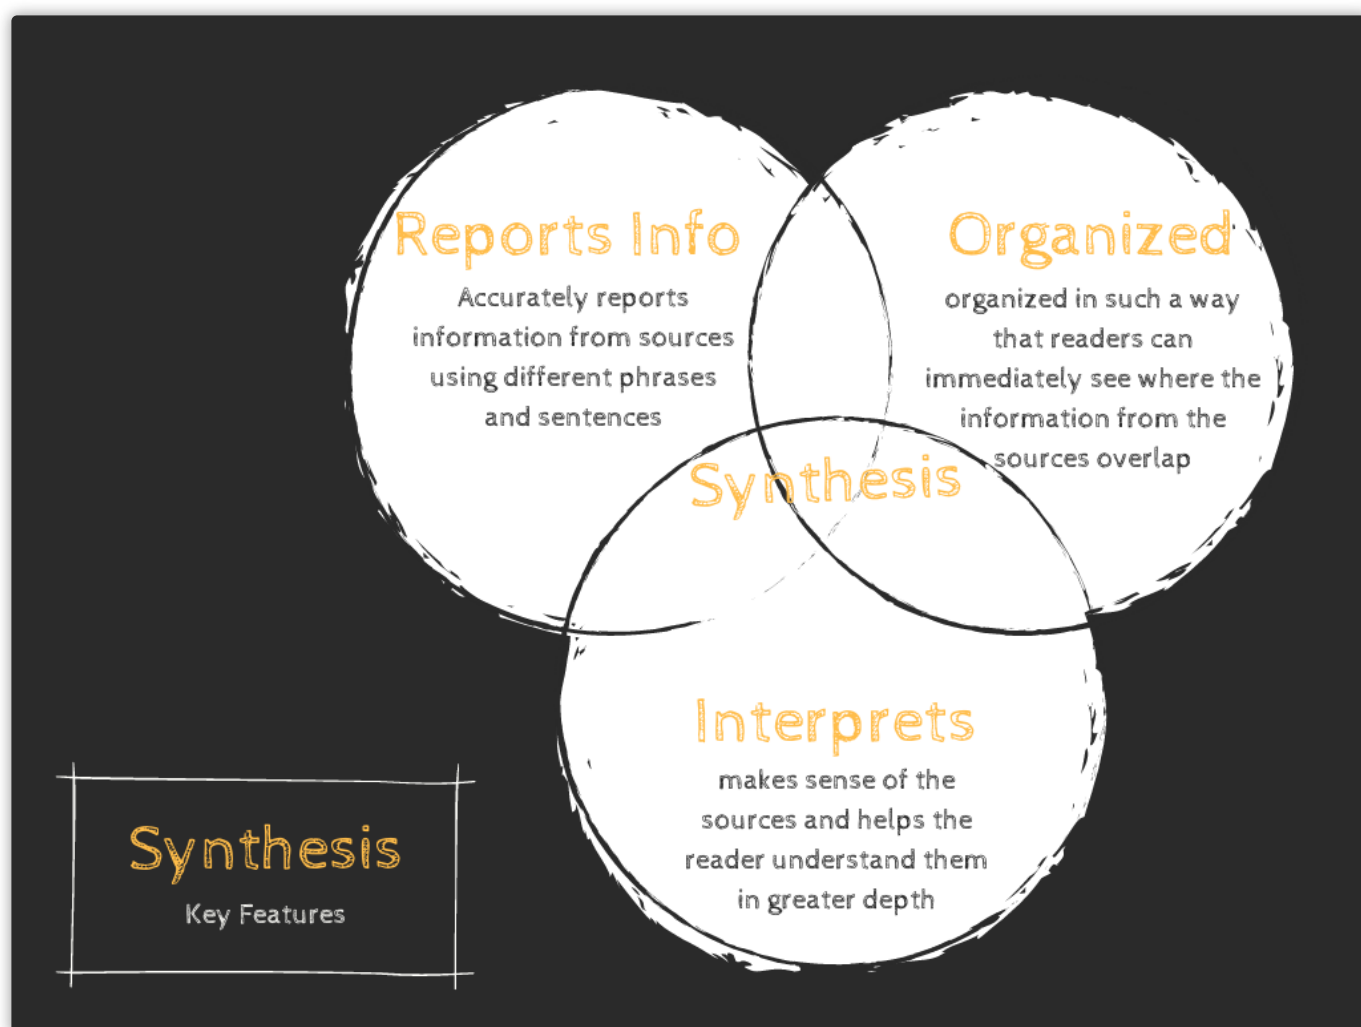 Reports Info
Accurately reports
information from sources
using different phrases
and sentences
Organized
organized in such a way
that readers can
immediately see where the
information from the
sources overlap
Synthesis
Interprets
makes sense of the
sources and helps the
reader understand them
in greater depth
Synthesis
Key Features